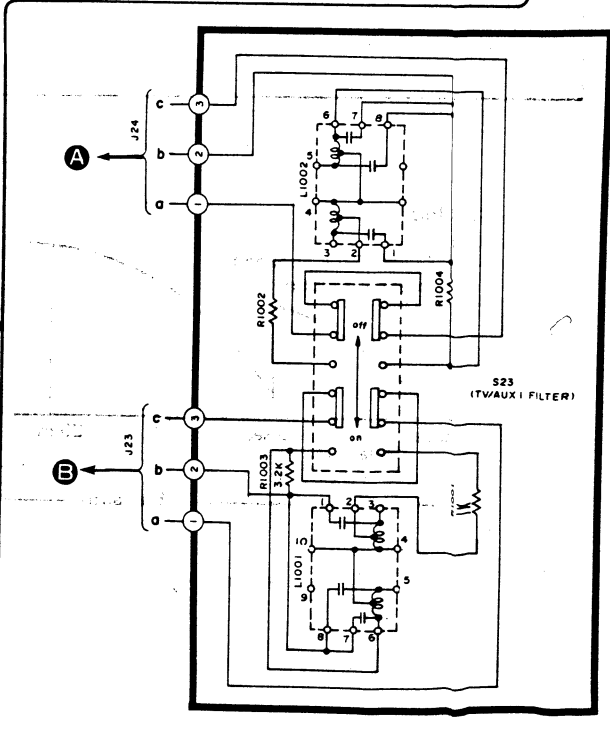 c 3
J24
b 2
A
a 1
6 7 8
5
L1002
4
3 2 1
R1002
R1004
off
S23
(TV/AUX I FILTER)
on
c 3
J23
b 2
B
a 1
R1003
3.2K
1 2 3
10
4
L1001
9
5
8 7 6
1K